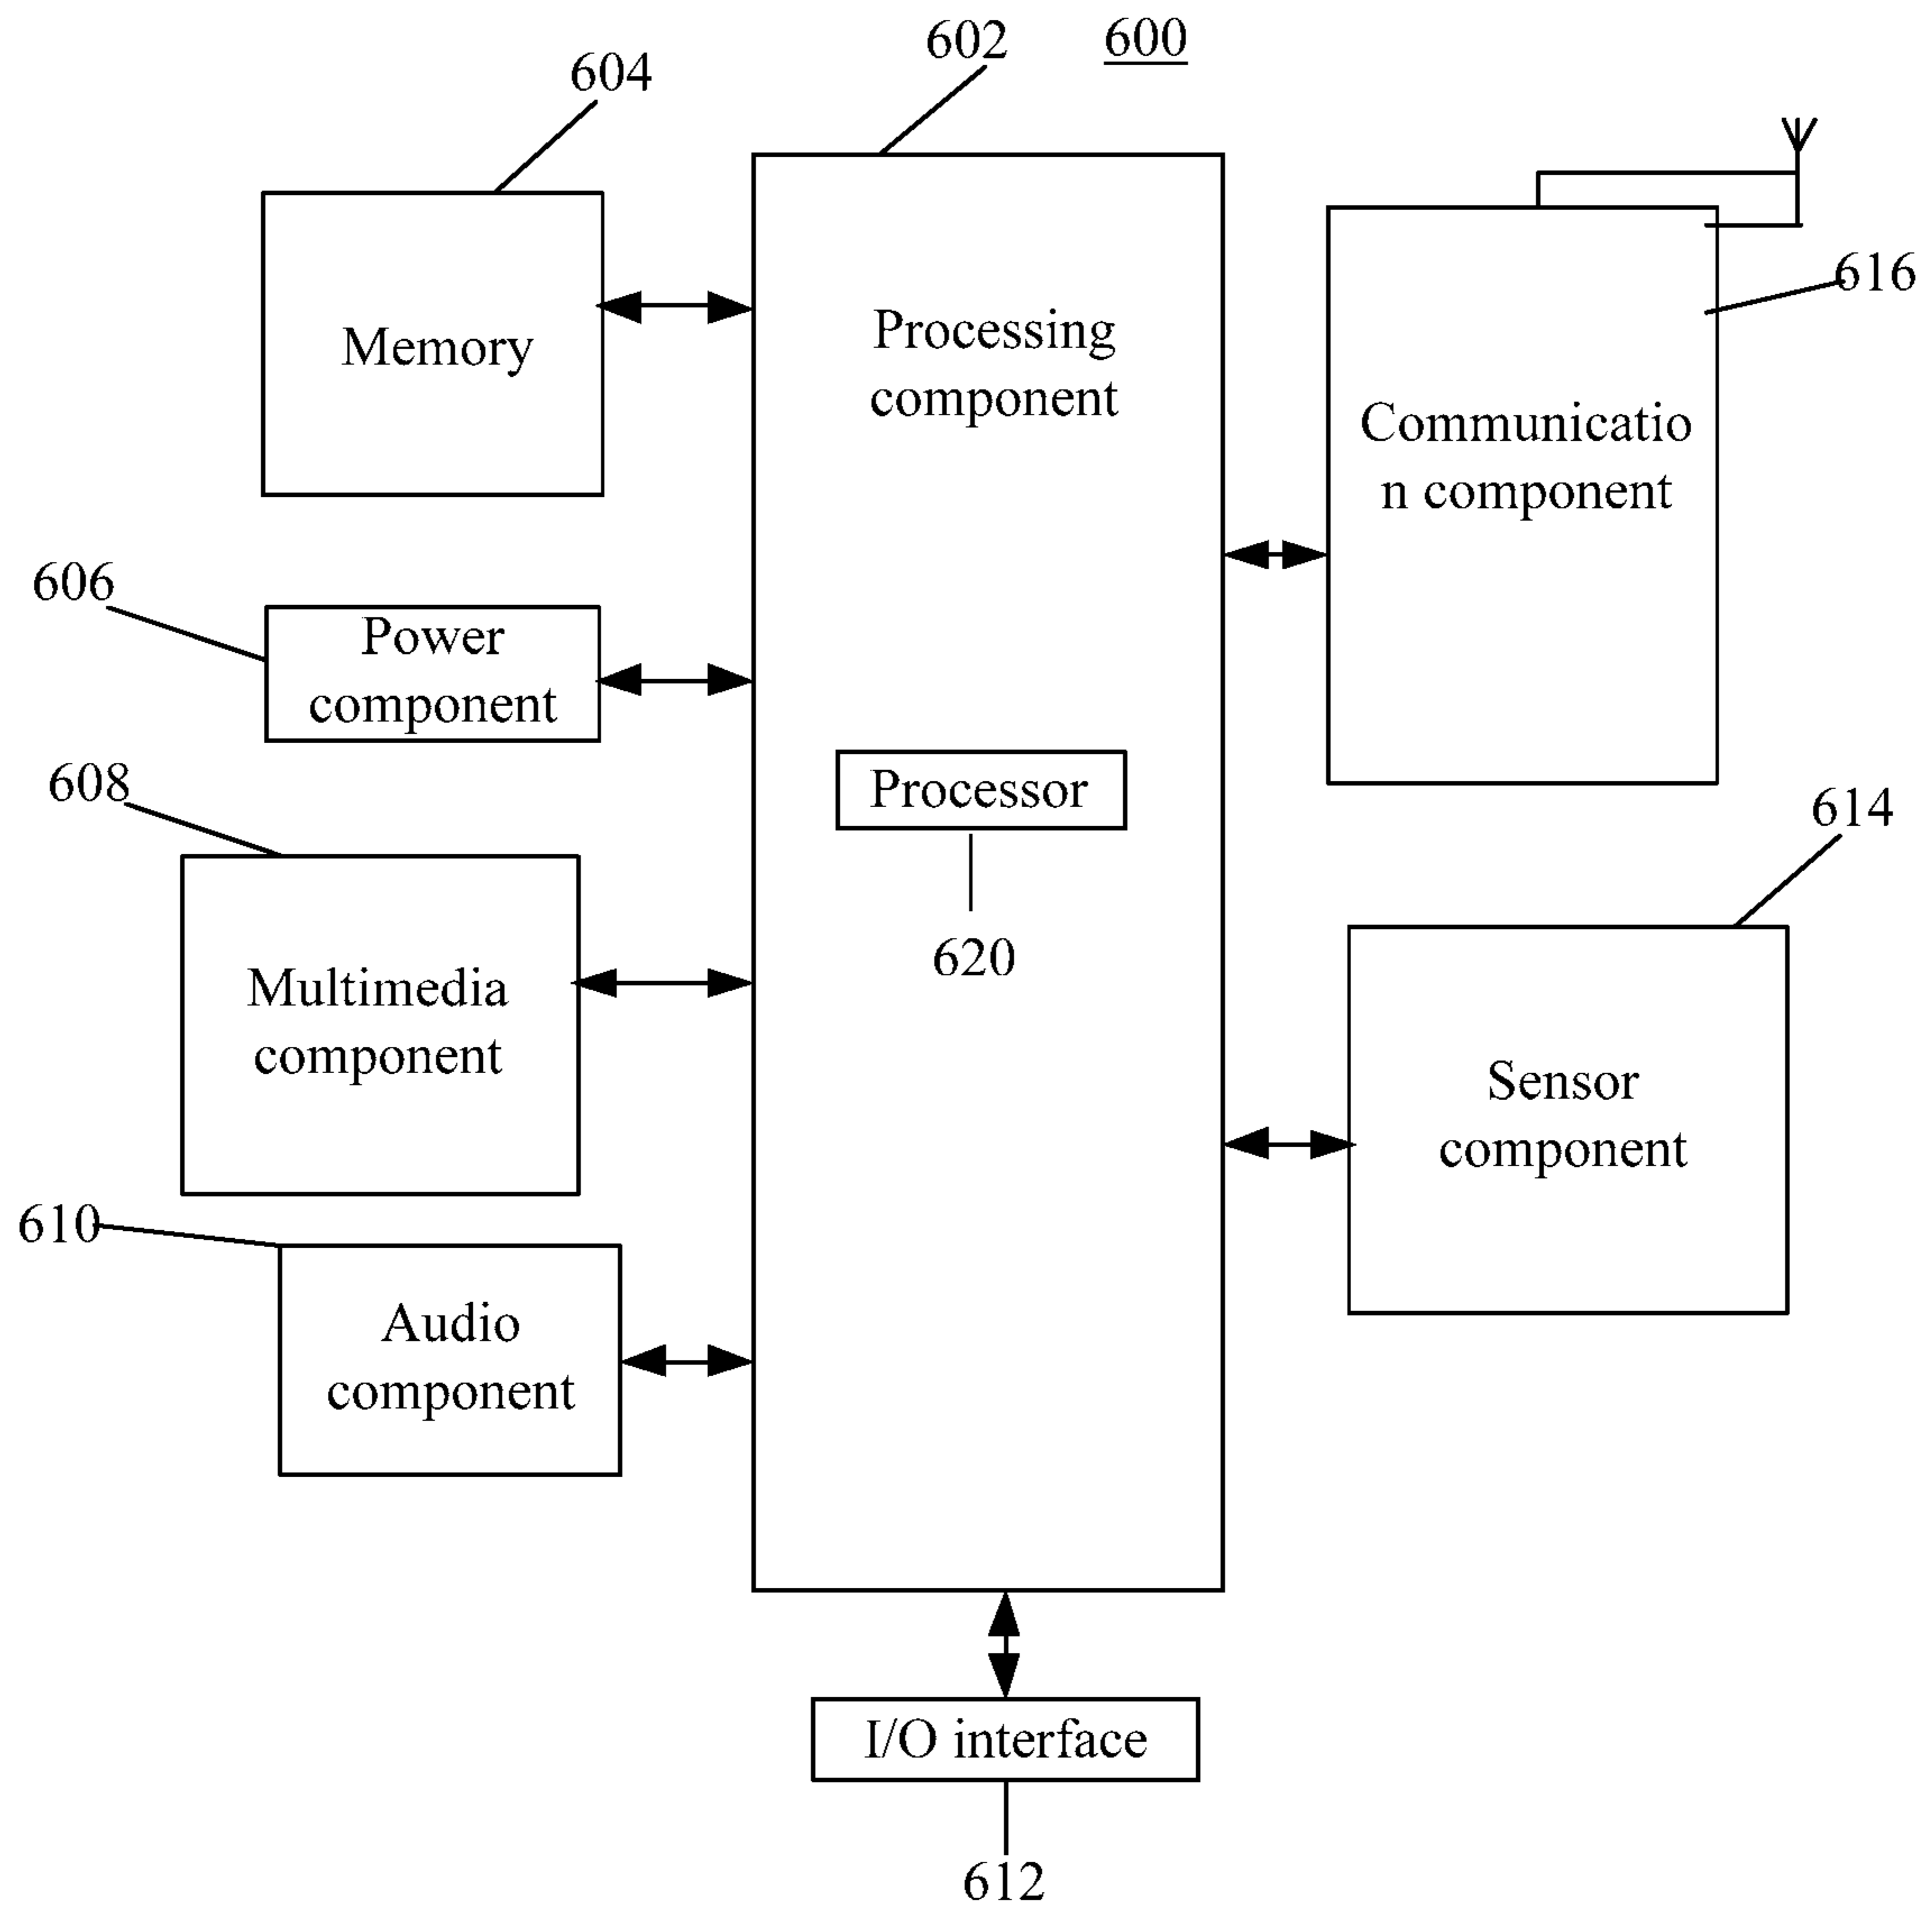 602
600
604
616
Memory
Processing
component
Communicatio
n component
606
Power
component
608
Processor
614
620
Multimedia
component
Sensor
component
610
Audio
component
I/O interface
612